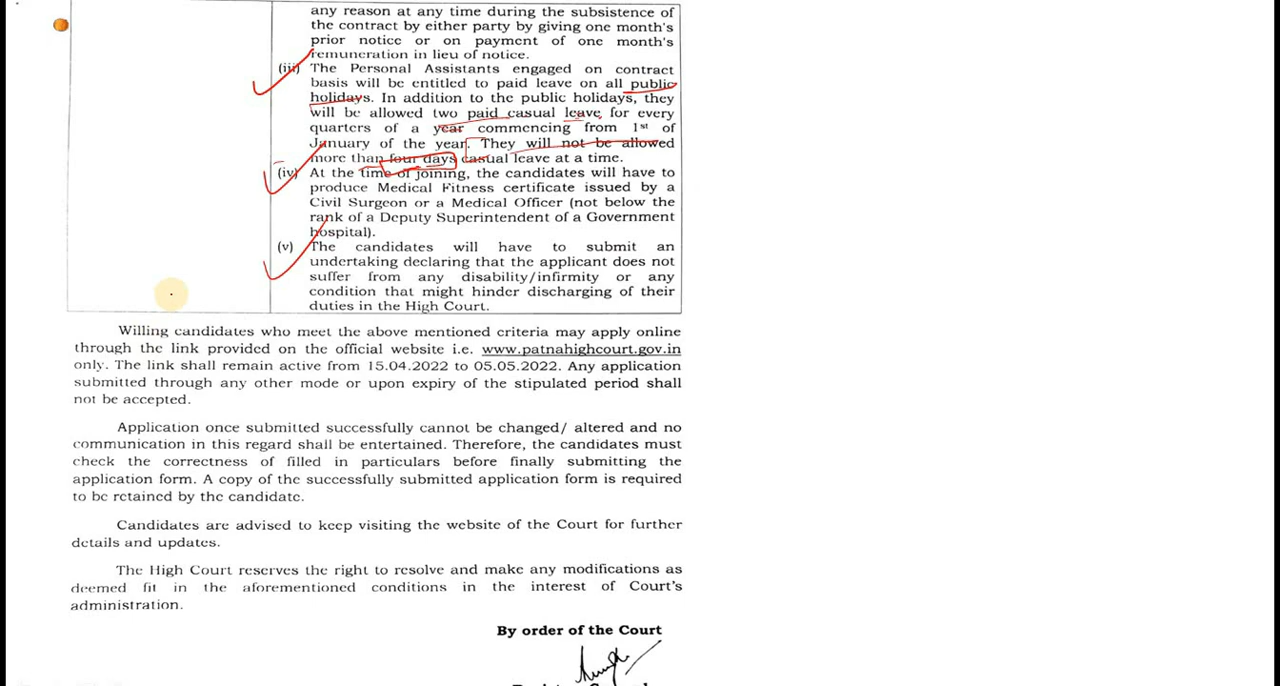 any reason at any time during the subsistence of
the contract by either party by giving one month's
prior notice or on payment of one month's
remuneration in lieu of notice.
(iii) The Personal Assistants engaged on contract
basis will be entitled to paid leave on all public
holidays. In addition to the public holidays, they
will be allowed two paid casual leave for every
quarters of a year commencing from 1st of
January of the year. They will not be allowed
more than four days casual leave at a time.
(iv) At the time of joining, the candidates will have to
produce Medical Fitness certificate issued by a
Civil Surgeon or a Medical Officer (not below the
rank of a Deputy Superintendent of a Government
hospital).
(v) The candidates will have to submit an
undertaking declaring that the applicant does not
suffer from any disability/infirmity or any
condition that might hinder discharging of their
duties in the High Court.
Willing candidates who meet the above mentioned criteria may apply online
through the link provided on the official website i.e. www.patnahighcourt.gov.in
only. The link shall remain active from 15.04.2022 to 05.05.2022. Any application
submitted through any other mode or upon expiry of the stipulated period shall
not be accepted.
Application once submitted successfully cannot be changed/ altered and no
communication in this regard shall be entertained. Therefore, the candidates must
check the correctness of filled in particulars before finally submitting the
application form. A copy of the successfully submitted application form is required
to be retained by the candidate.
Candidates are advised to keep visiting the website of the Court for further
details and updates.
The High Court reserves the right to resolve and make any modifications as
deemed fit in the aforementioned conditions in the interest of Court's
administration.
By order of the Court